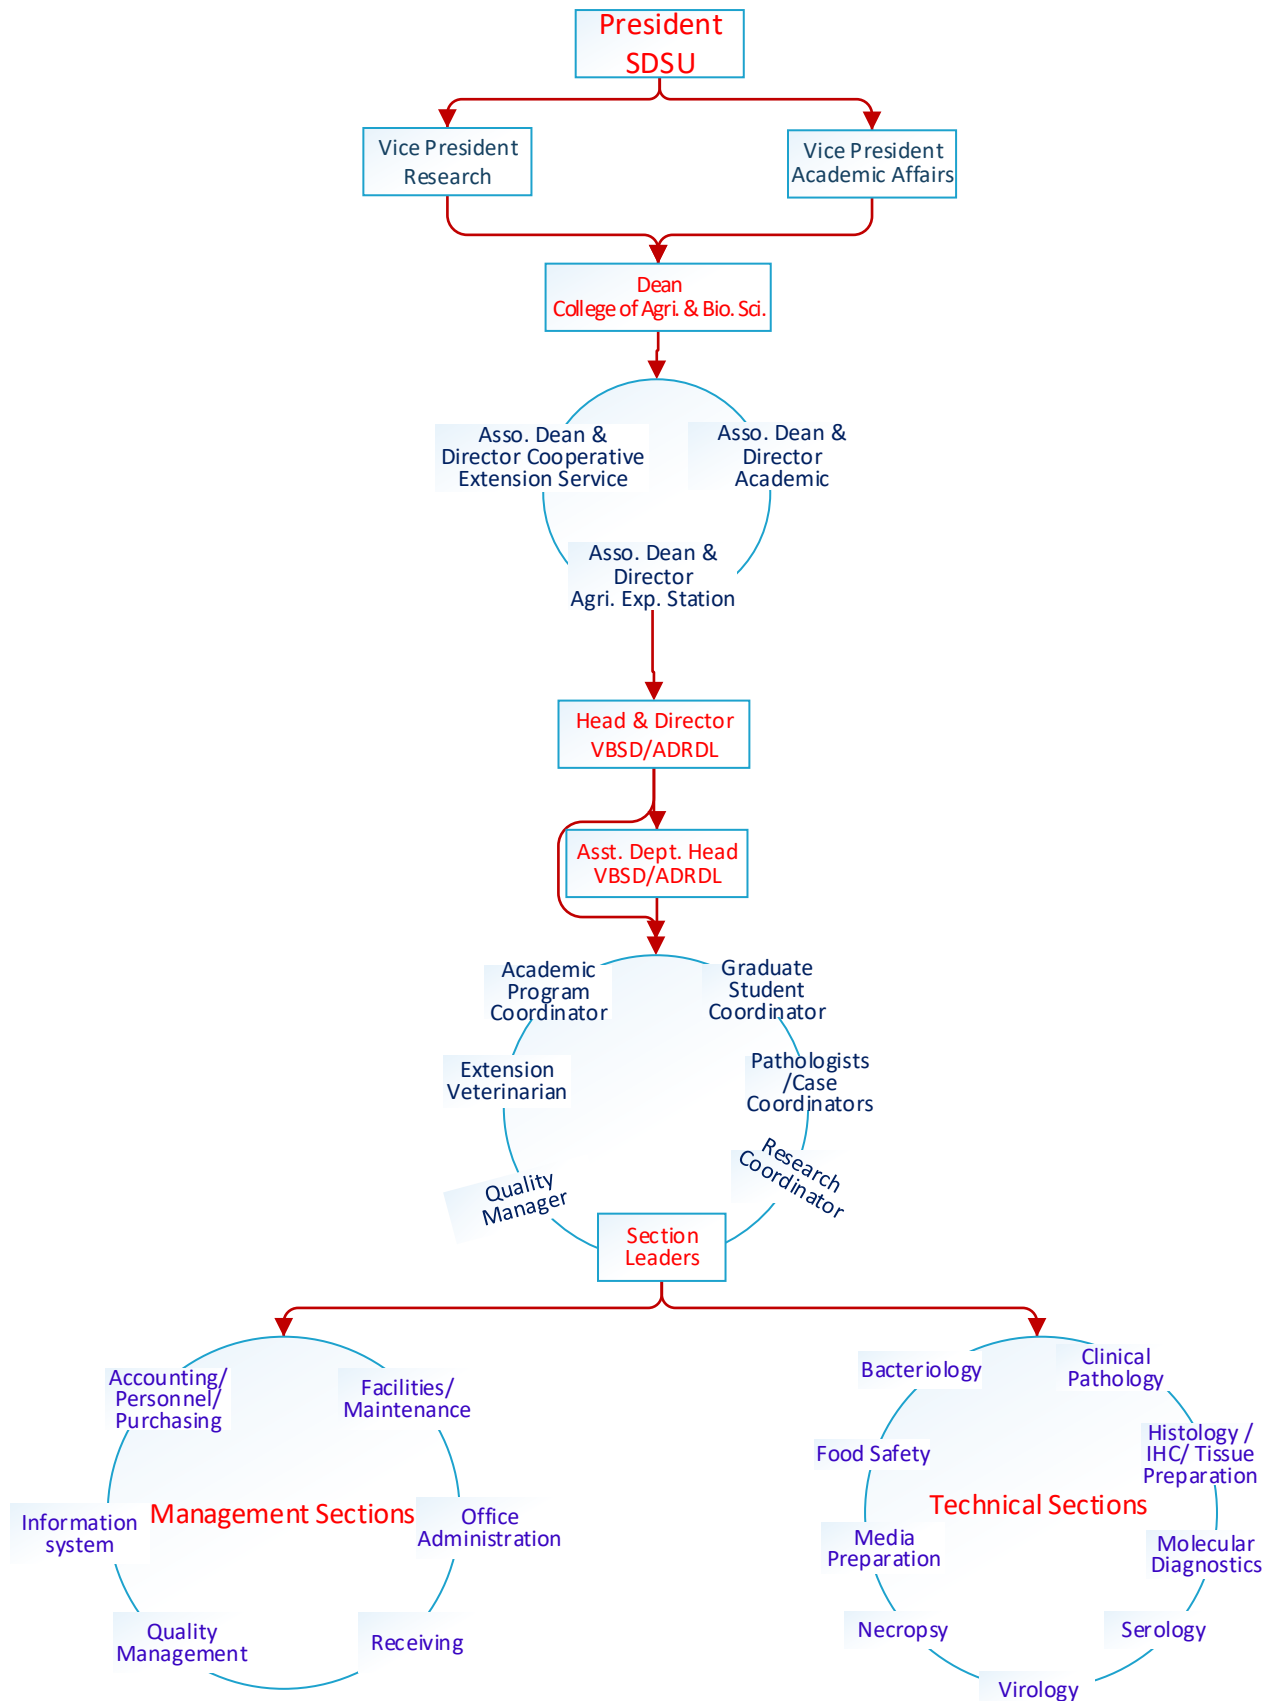 President
SDSU
Vice President
Research
Vice President
Academic Affairs
Dean
College of Agri. & Bio. Sci.
Asso. Dean &
Director Cooperative
Extension Service
Asso. Dean &
Director
Academic
Asso. Dean &
Director
Agri. Exp. Station
Head & Director
VBSD/ADRDL
Asst. Dept. Head
VBSD/ADRDL
Academic
Program
Coordinator
Graduate
Student
Coordinator
Extension
Veterinarian
Pathologists
/Case
Coordinators
Quality
Manager
Research
Coordinator
Section
Leaders
Accounting/
Personnel/
Purchasing
Facilities/
Maintenance
Management Sections
Information
system
Office
Administration
Quality
Management
Receiving
Bacteriology
Clinical
Pathology
Food Safety
Histology /
IHC/ Tissue
Preparation
Technical Sections
Media
Preparation
Molecular
Diagnostics
Necropsy
Serology
Virology